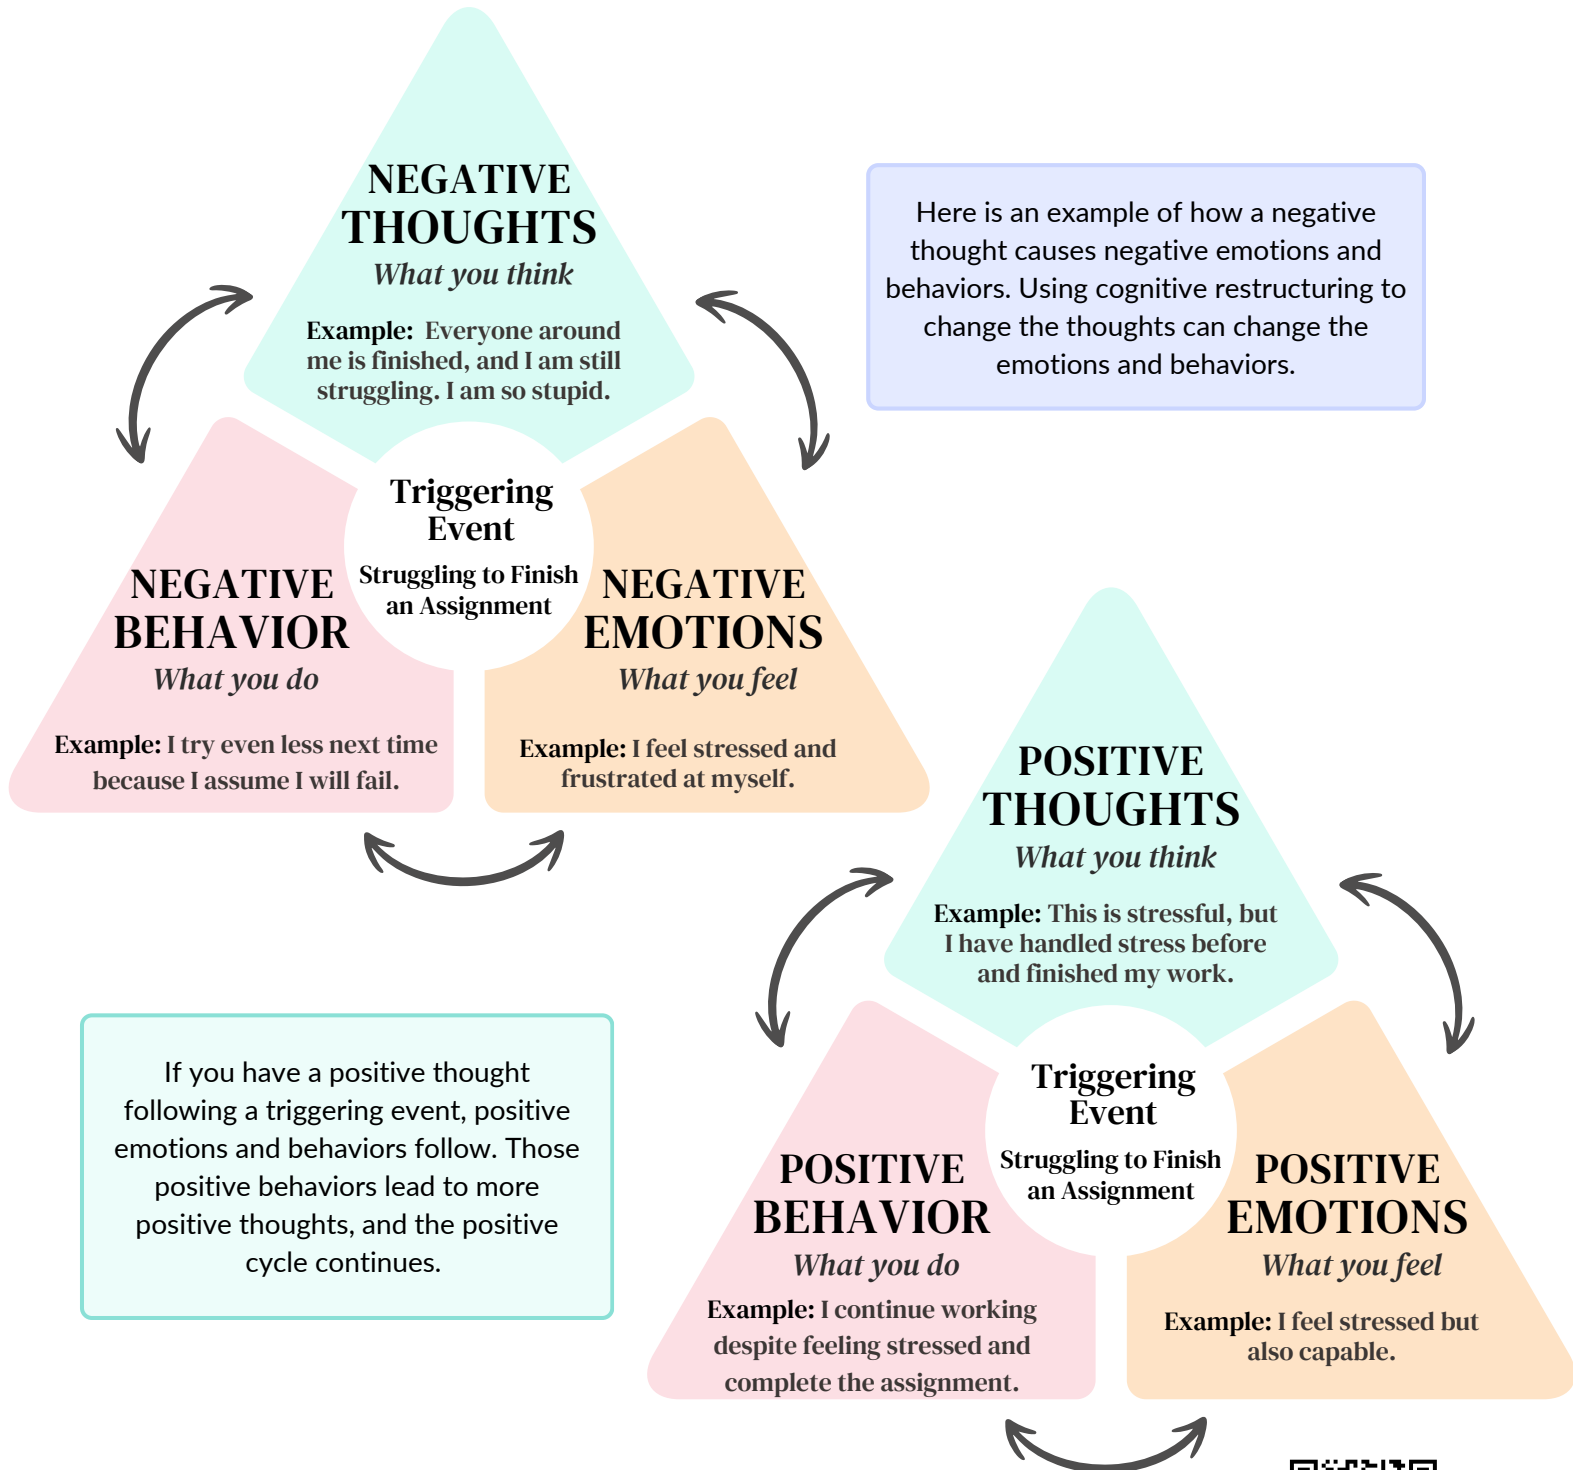 NEGATIVE
THOUGHTS
What you think
Example: Everyone around
me is finished, and I am still
struggling. I am so stupid.
Here is an example of how a negative
thought causes negative emotions and
behaviors. Using cognitive restructuring to
change the thoughts can change the
emotions and behaviors.
Triggering
Event
Struggling to Finish
an Assignment
NEGATIVE
BEHAVIOR
What you do
Example: I try even less next time
because I assume I will fail.
NEGATIVE
EMOTIONS
What you feel
Example: I feel stressed and
frustrated at myself.
POSITIVE
THOUGHTS
What you think
Example: This is stressful, but
I have handled stress before
and finished my work.
If you have a positive thought
following a triggering event, positive
emotions and behaviors follow. Those
positive behaviors lead to more
positive thoughts, and the positive
cycle continues.
Triggering
Event
Struggling to Finish
an Assignment
POSITIVE
BEHAVIOR
What you do
Example: I continue working
despite feeling stressed and
complete the assignment.
POSITIVE
EMOTIONS
What you feel
Example: I feel stressed but
also capable.